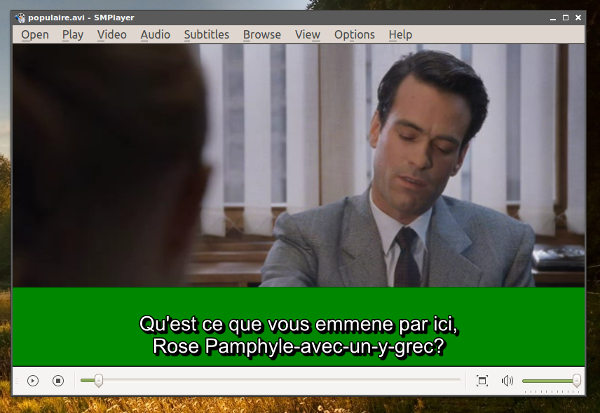 populaire.avi - SMPlayer
Open Play Video Audio Subtitles Browse View Options Help
Qu'est ce que vous emmene par ici,
Rose Pamphyle-avec-un-y-grec?